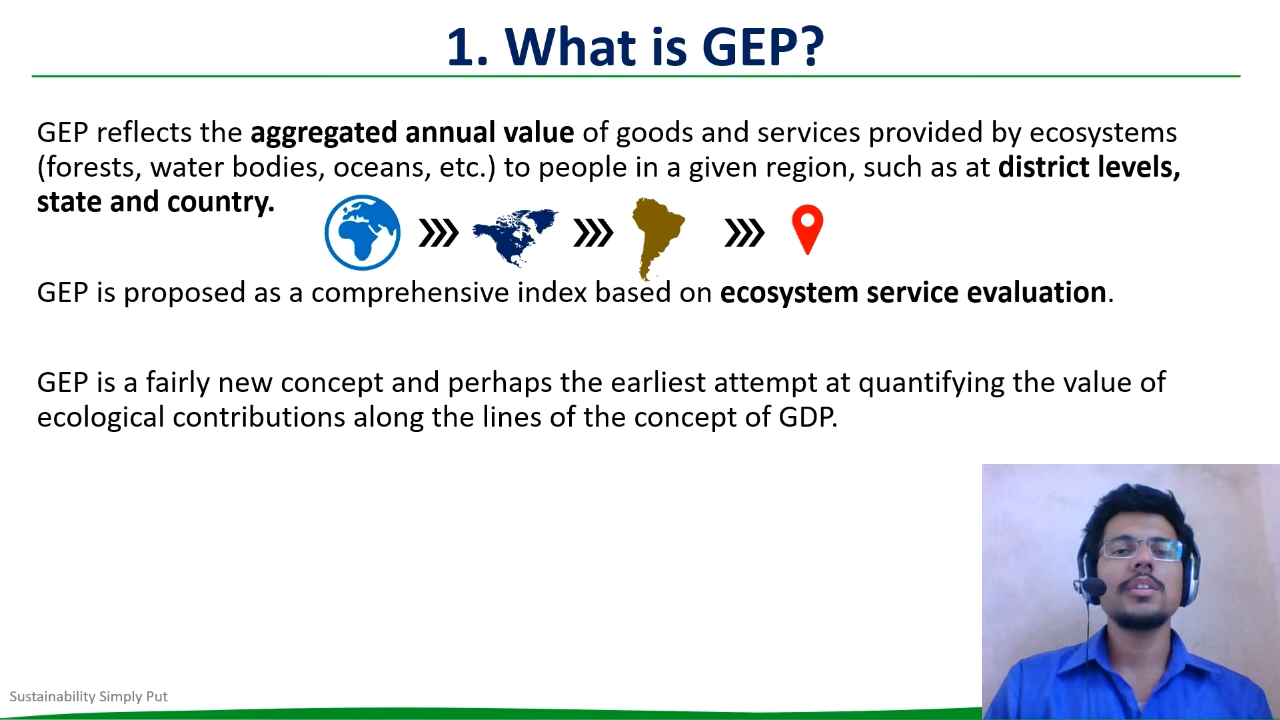 1. What is GEP?
GEP reflects the aggregated annual value of goods and services provided by ecosystems
(forests, water bodies, oceans, etc.) to people in a given region, such as at district levels,
state and country.
GEP is proposed as a comprehensive index based on ecosystem service evaluation.
GEP is a fairly new concept and perhaps the earliest attempt at quantifying the value of
ecological contributions along the lines of the concept of GDP.
Sustainability Simply Put